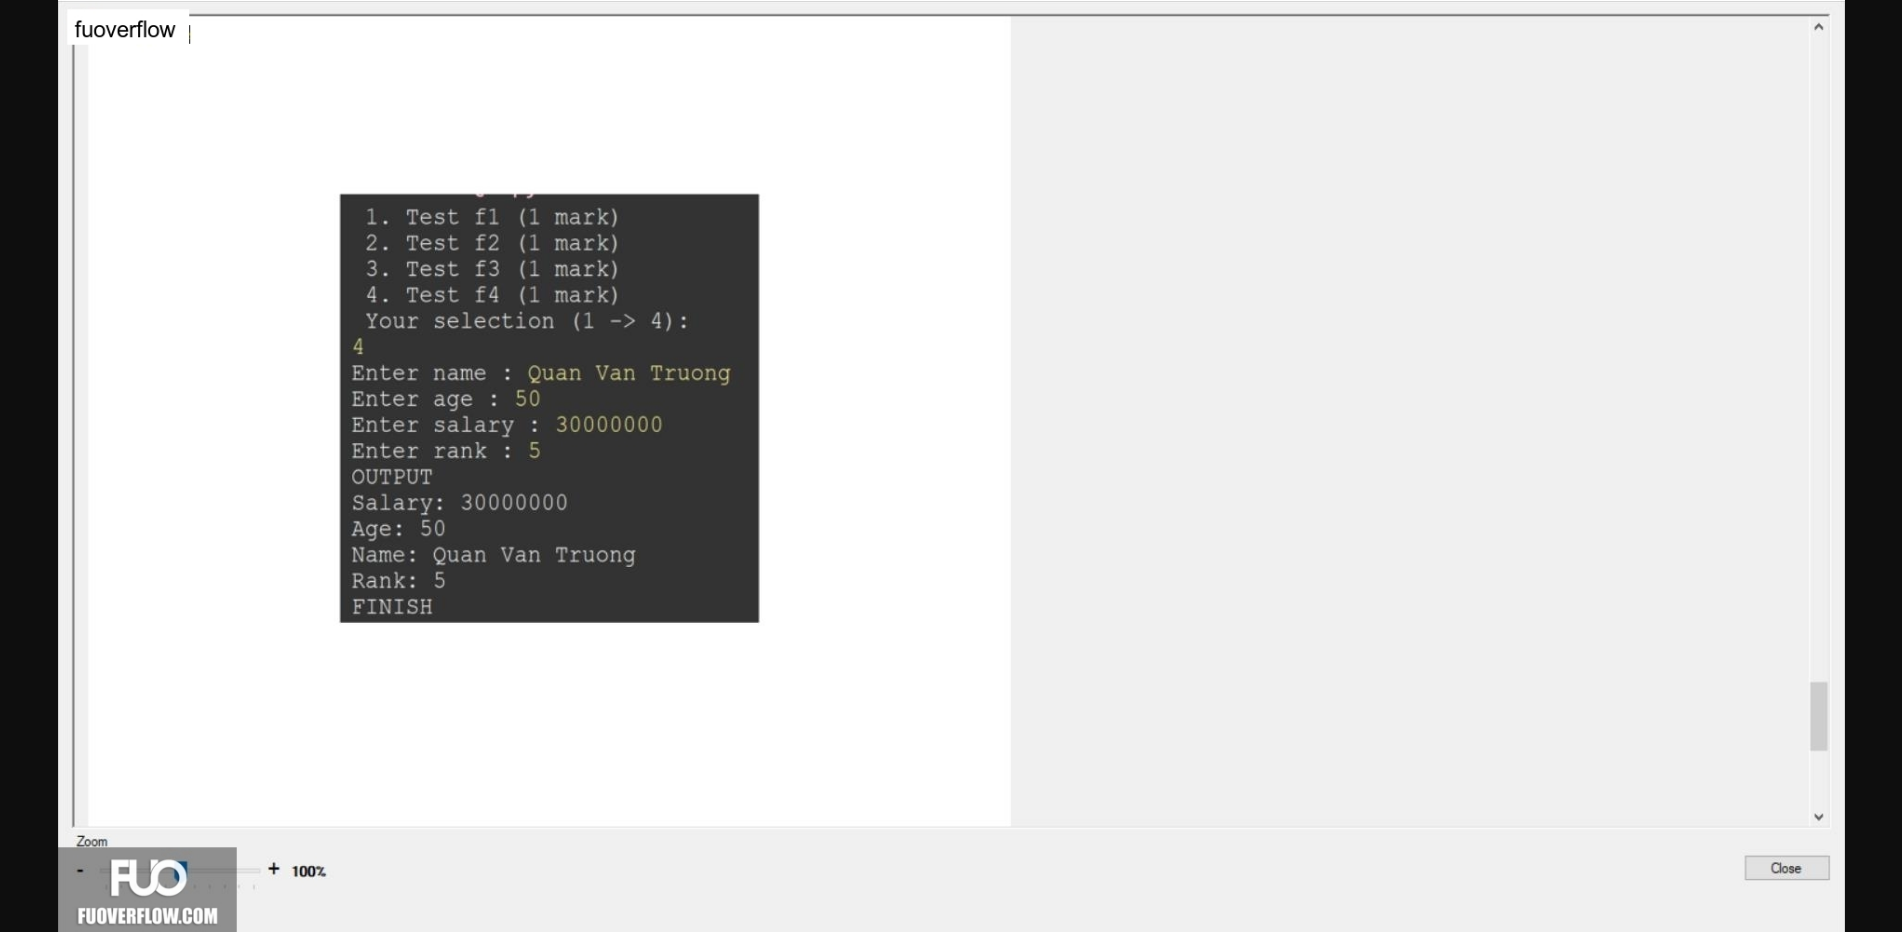 fuoverflow
1. Test f1 (1 mark)
2. Test f2 (1 mark)
3. Test f3 (1 mark)
4. Test f4 (1 mark)
Your selection (1 -> 4):
4
Enter name : Quan Van Truong
Enter age : 50
Enter salary : 30000000
Enter rank : 5
OUTPUT
Salary: 30000000
Age: 50
Name: Quan Van Truong
Rank: 5
FINISH
Zoom
- + 100%
Close
FUO
FUOVERFLOW.COM